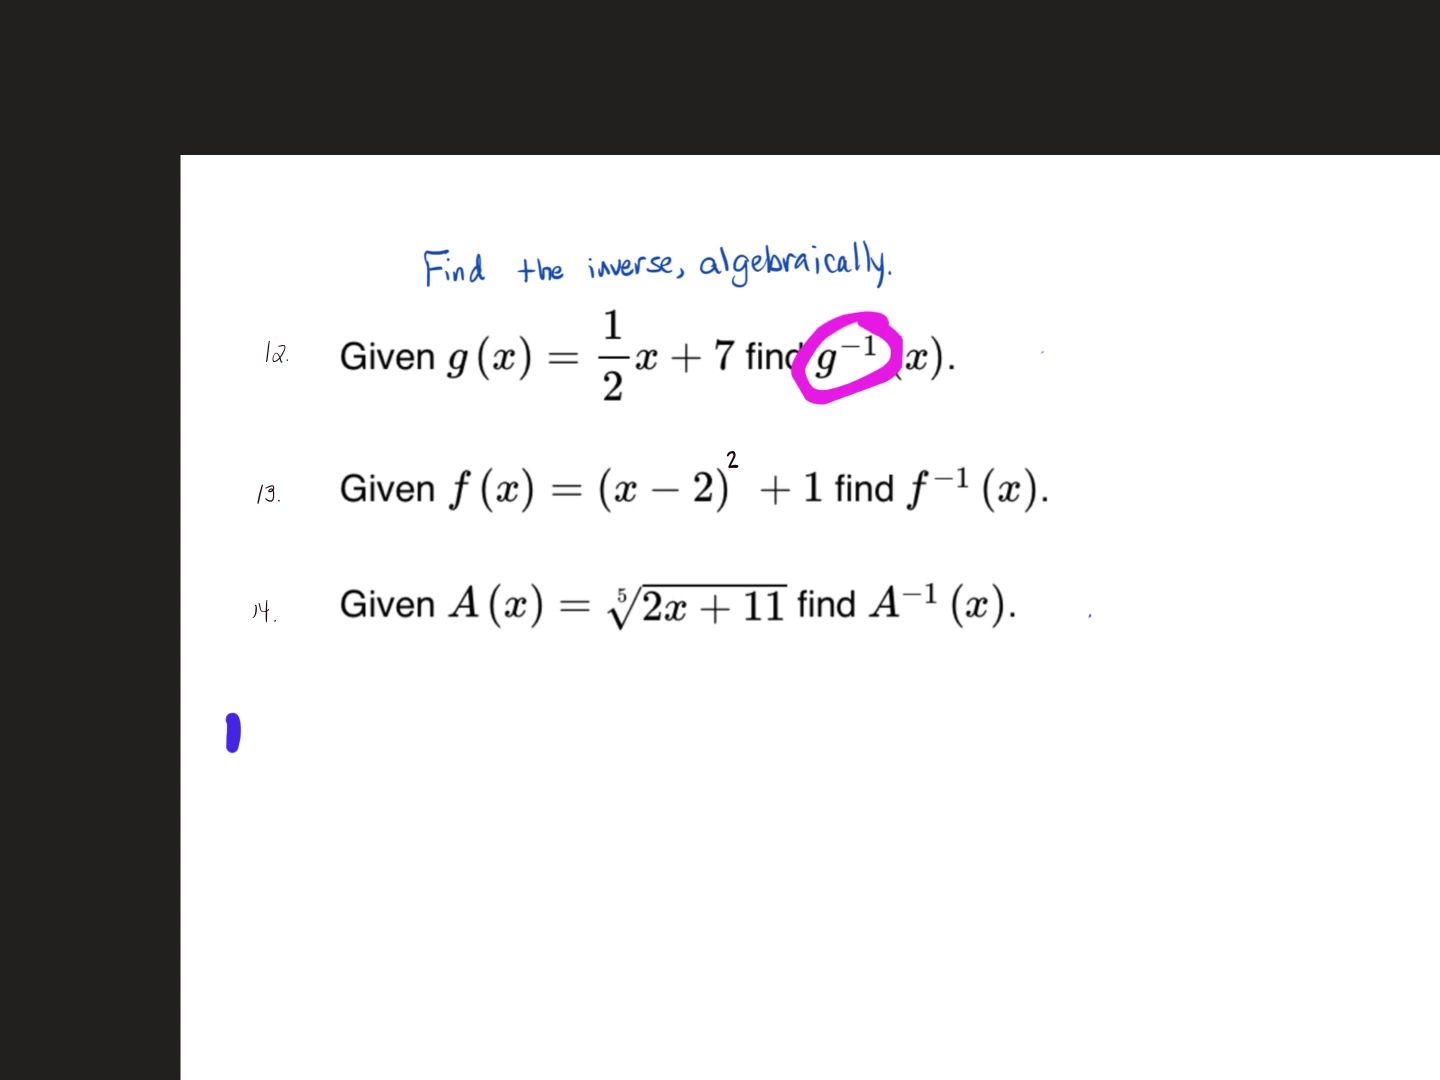 Find the inverse, algebraically.
12. Given g(x) = 1/2 x + 7 find g⁻¹(x).
13. Given f(x) = (x − 2)² + 1 find f⁻¹(x).
14. Given A(x) = ⁵√(2x + 11) find A⁻¹(x).